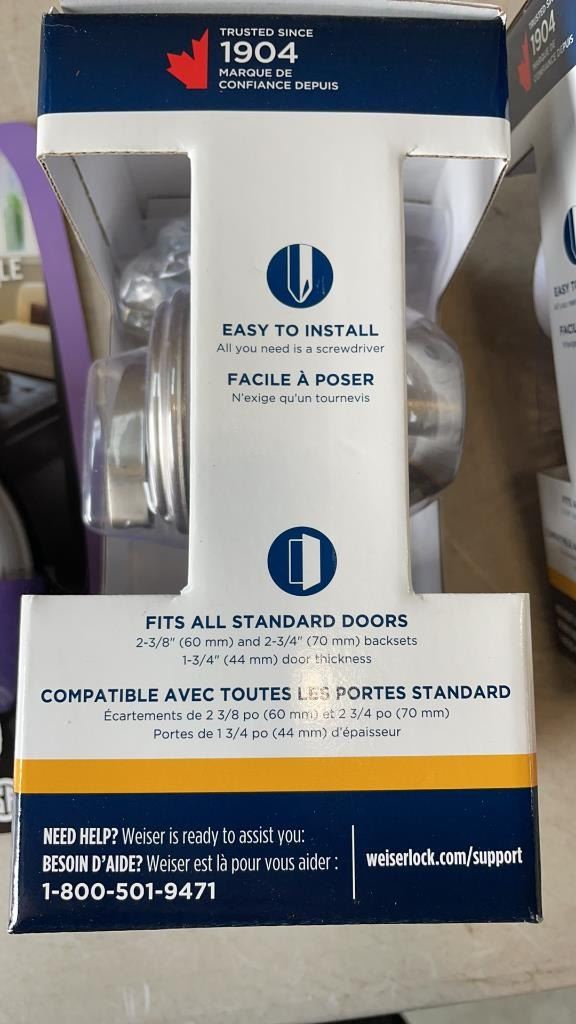 TRUSTED SINCE
1904
MARQUE DE
CONFIANCE DEPUIS
EASY TO INSTALL
All you need is a screwdriver
FACILE À POSER
N'exige qu'un tournevis
FITS ALL STANDARD DOORS
2-3/8" (60 mm) and 2-3/4" (70 mm) backsets
1-3/4" (44 mm) door thickness
COMPATIBLE AVEC TOUTES LES PORTES STANDARD
Écartements de 2 3/8 po (60 mm) et 2 3/4 po (70 mm)
Portes de 1 3/4 po (44 mm) d'épaisseur
NEED HELP? Weiser is ready to assist you:
BESOIN D'AIDE? Weiser est là pour vous aider :
1-800-501-9471
weiserlock.com/support
1904
MARQUE DE
CONFIANCE DEPUIS